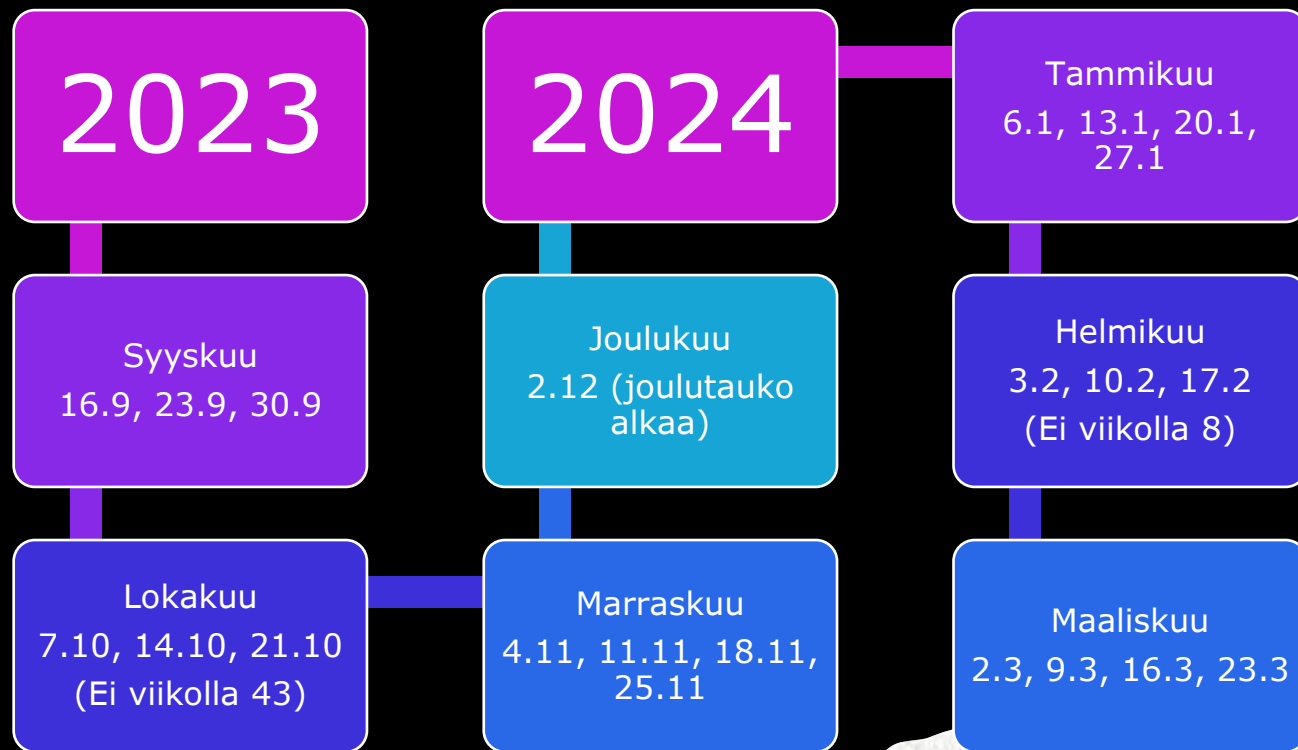 2023
Syyskuu
16.9, 23.9, 30.9
Lokakuu
7.10, 14.10, 21.10
(Ei viikolla 43)
Marraskuu
4.11, 11.11, 18.11,
25.11
Joulukuu
2.12 (joulutauko
alkaa)
2024
Tammikuu
6.1, 13.1, 20.1,
27.1
Helmikuu
3.2, 10.2, 17.2
(Ei viikolla 8)
Maaliskuu
2.3, 9.3, 16.3, 23.3